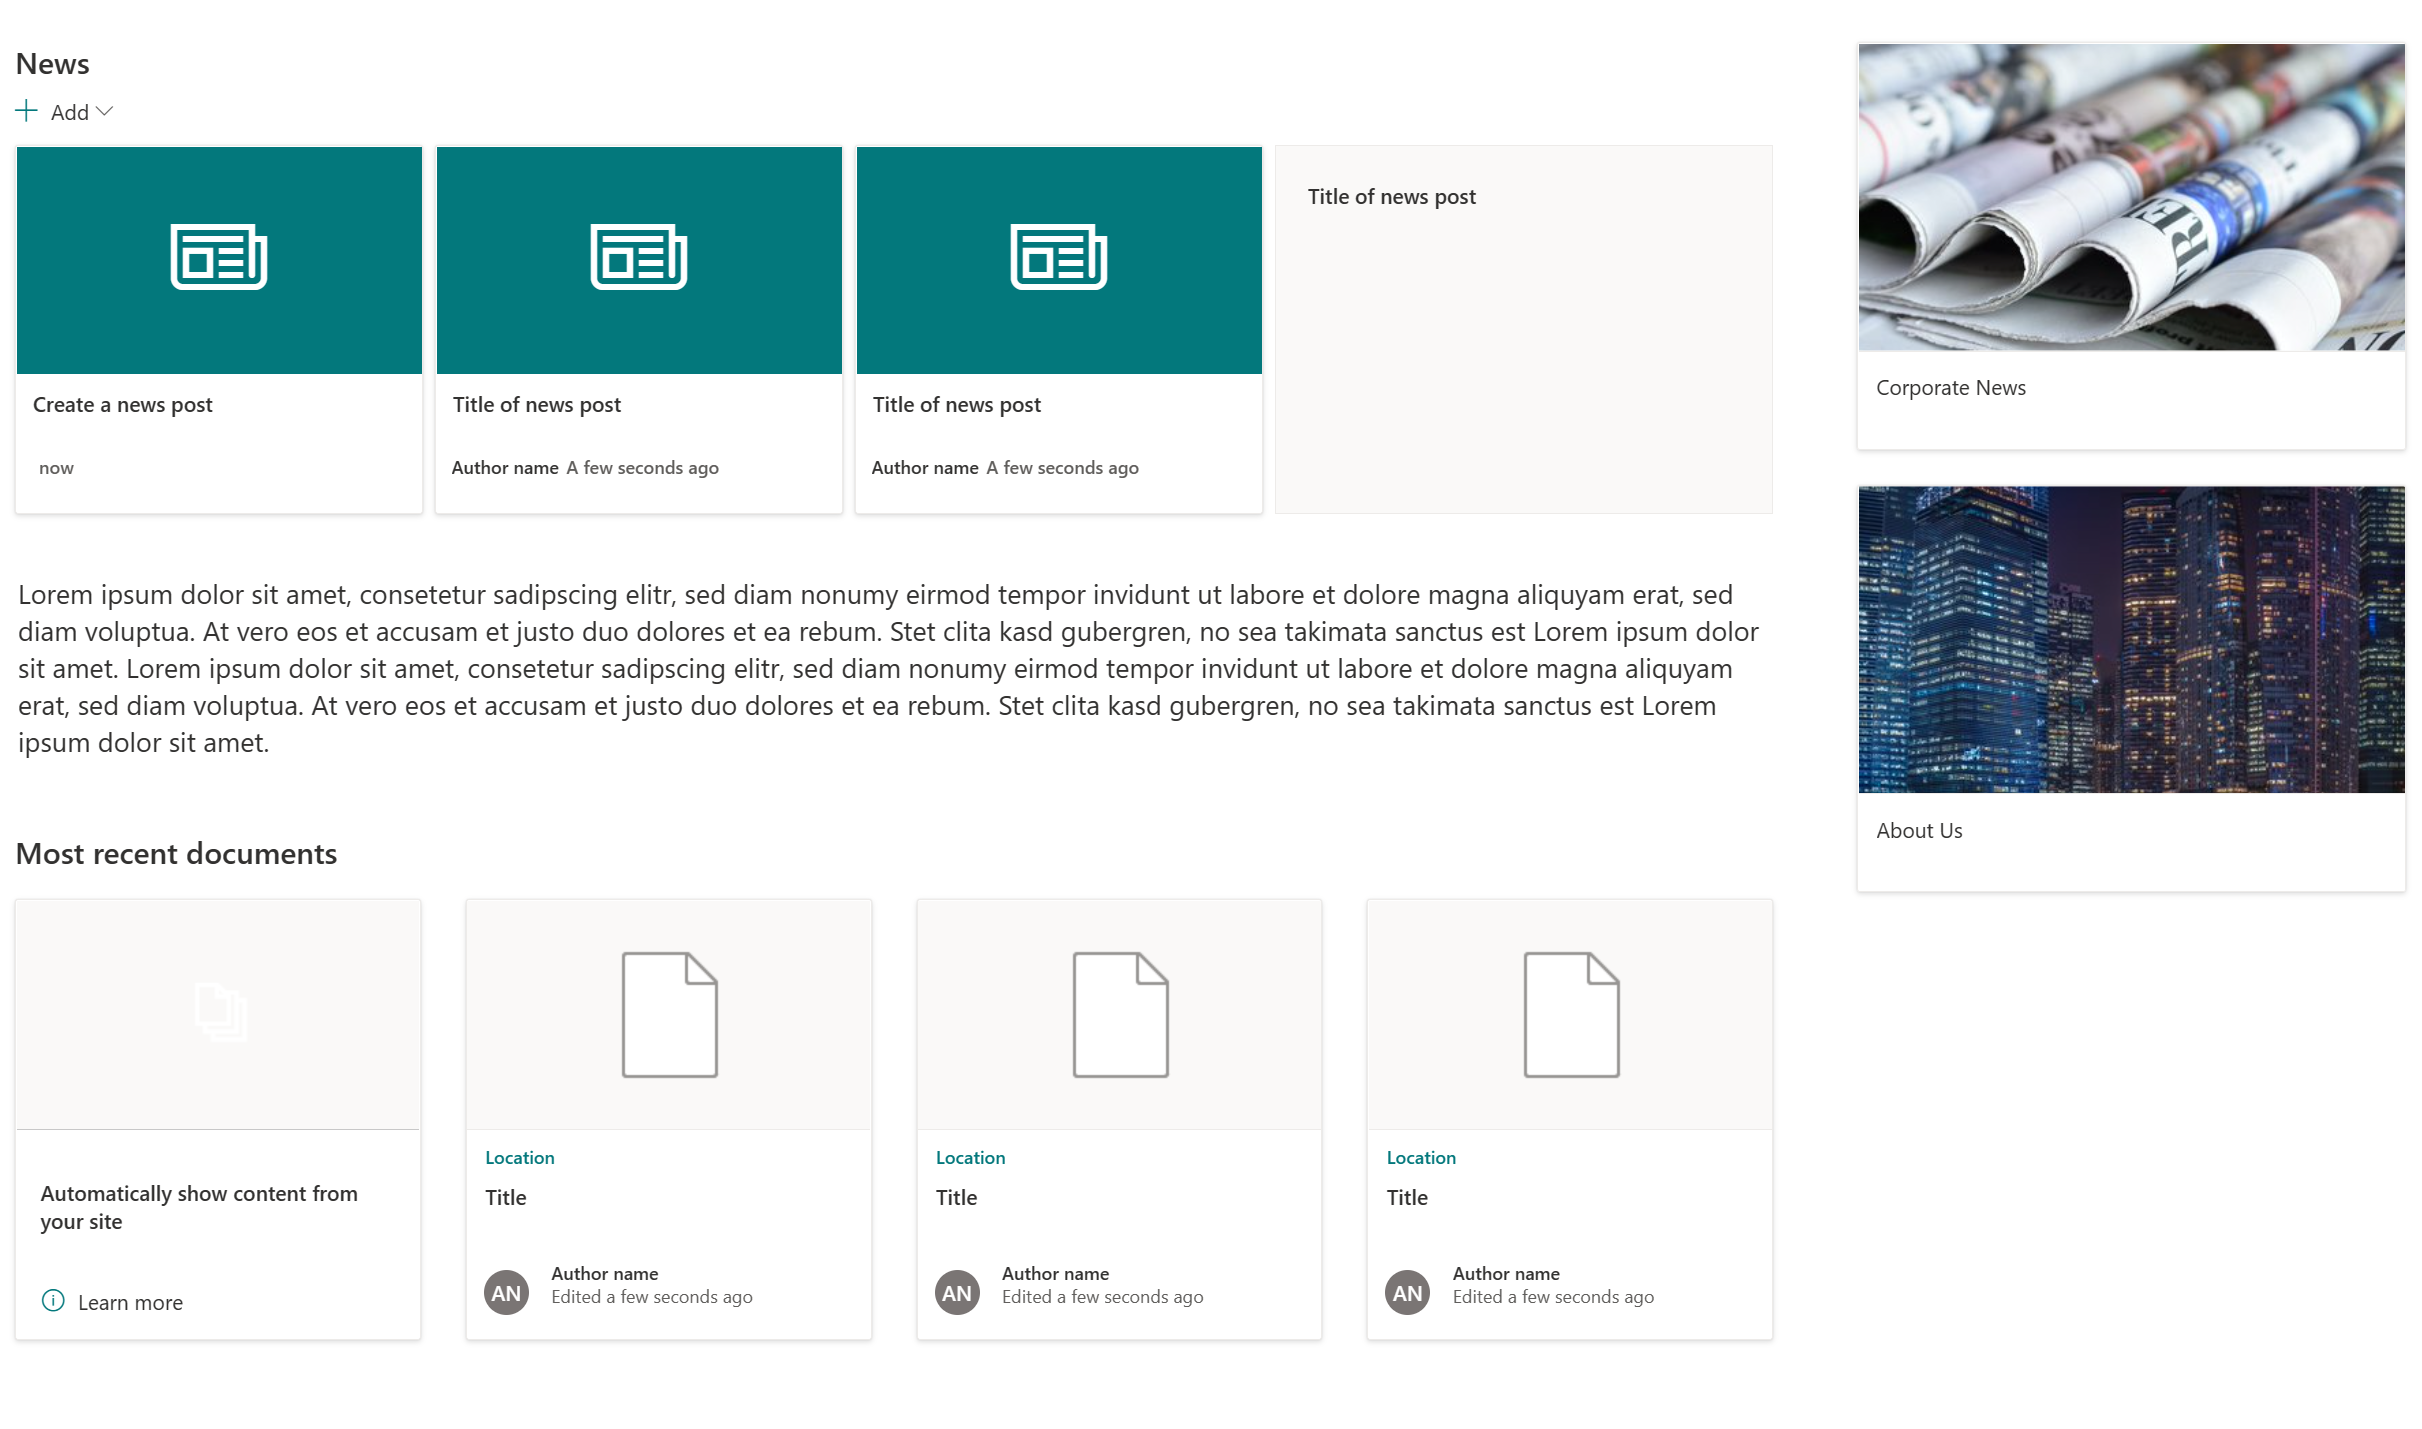 News
Add
Create a news post
now
Title of news post
Author name A few seconds ago
Title of news post
Author name A few seconds ago
Title of news post
Lorem ipsum dolor sit amet, consetetur sadipscing elitr, sed diam nonumy eirmod tempor invidunt ut labore et dolore magna aliquyam erat, sed
diam voluptua. At vero eos et accusam et justo duo dolores et ea rebum. Stet clita kasd gubergren, no sea takimata sanctus est Lorem ipsum dolor
sit amet. Lorem ipsum dolor sit amet, consetetur sadipscing elitr, sed diam nonumy eirmod tempor invidunt ut labore et dolore magna aliquyam
erat, sed diam voluptua. At vero eos et accusam et justo duo dolores et ea rebum. Stet clita kasd gubergren, no sea takimata sanctus est Lorem
ipsum dolor sit amet.
Most recent documents
Automatically show content from
your site
Learn more
Location
Title
AN
Author name
Edited a few seconds ago
Location
Title
AN
Author name
Edited a few seconds ago
Location
Title
AN
Author name
Edited a few seconds ago
Corporate News
About Us